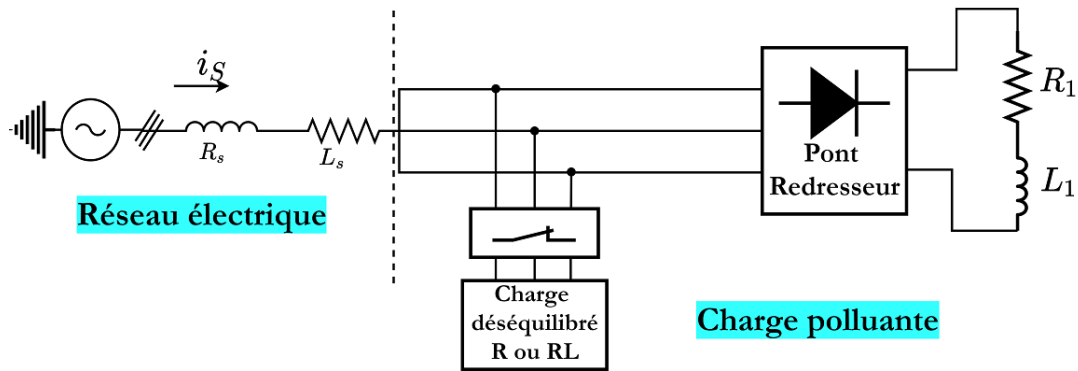 i_S
R_s
L_s
Réseau électrique
Pont
Redresseur
R_1
L_1
Charge
déséquilibré
R ou RL
Charge polluante